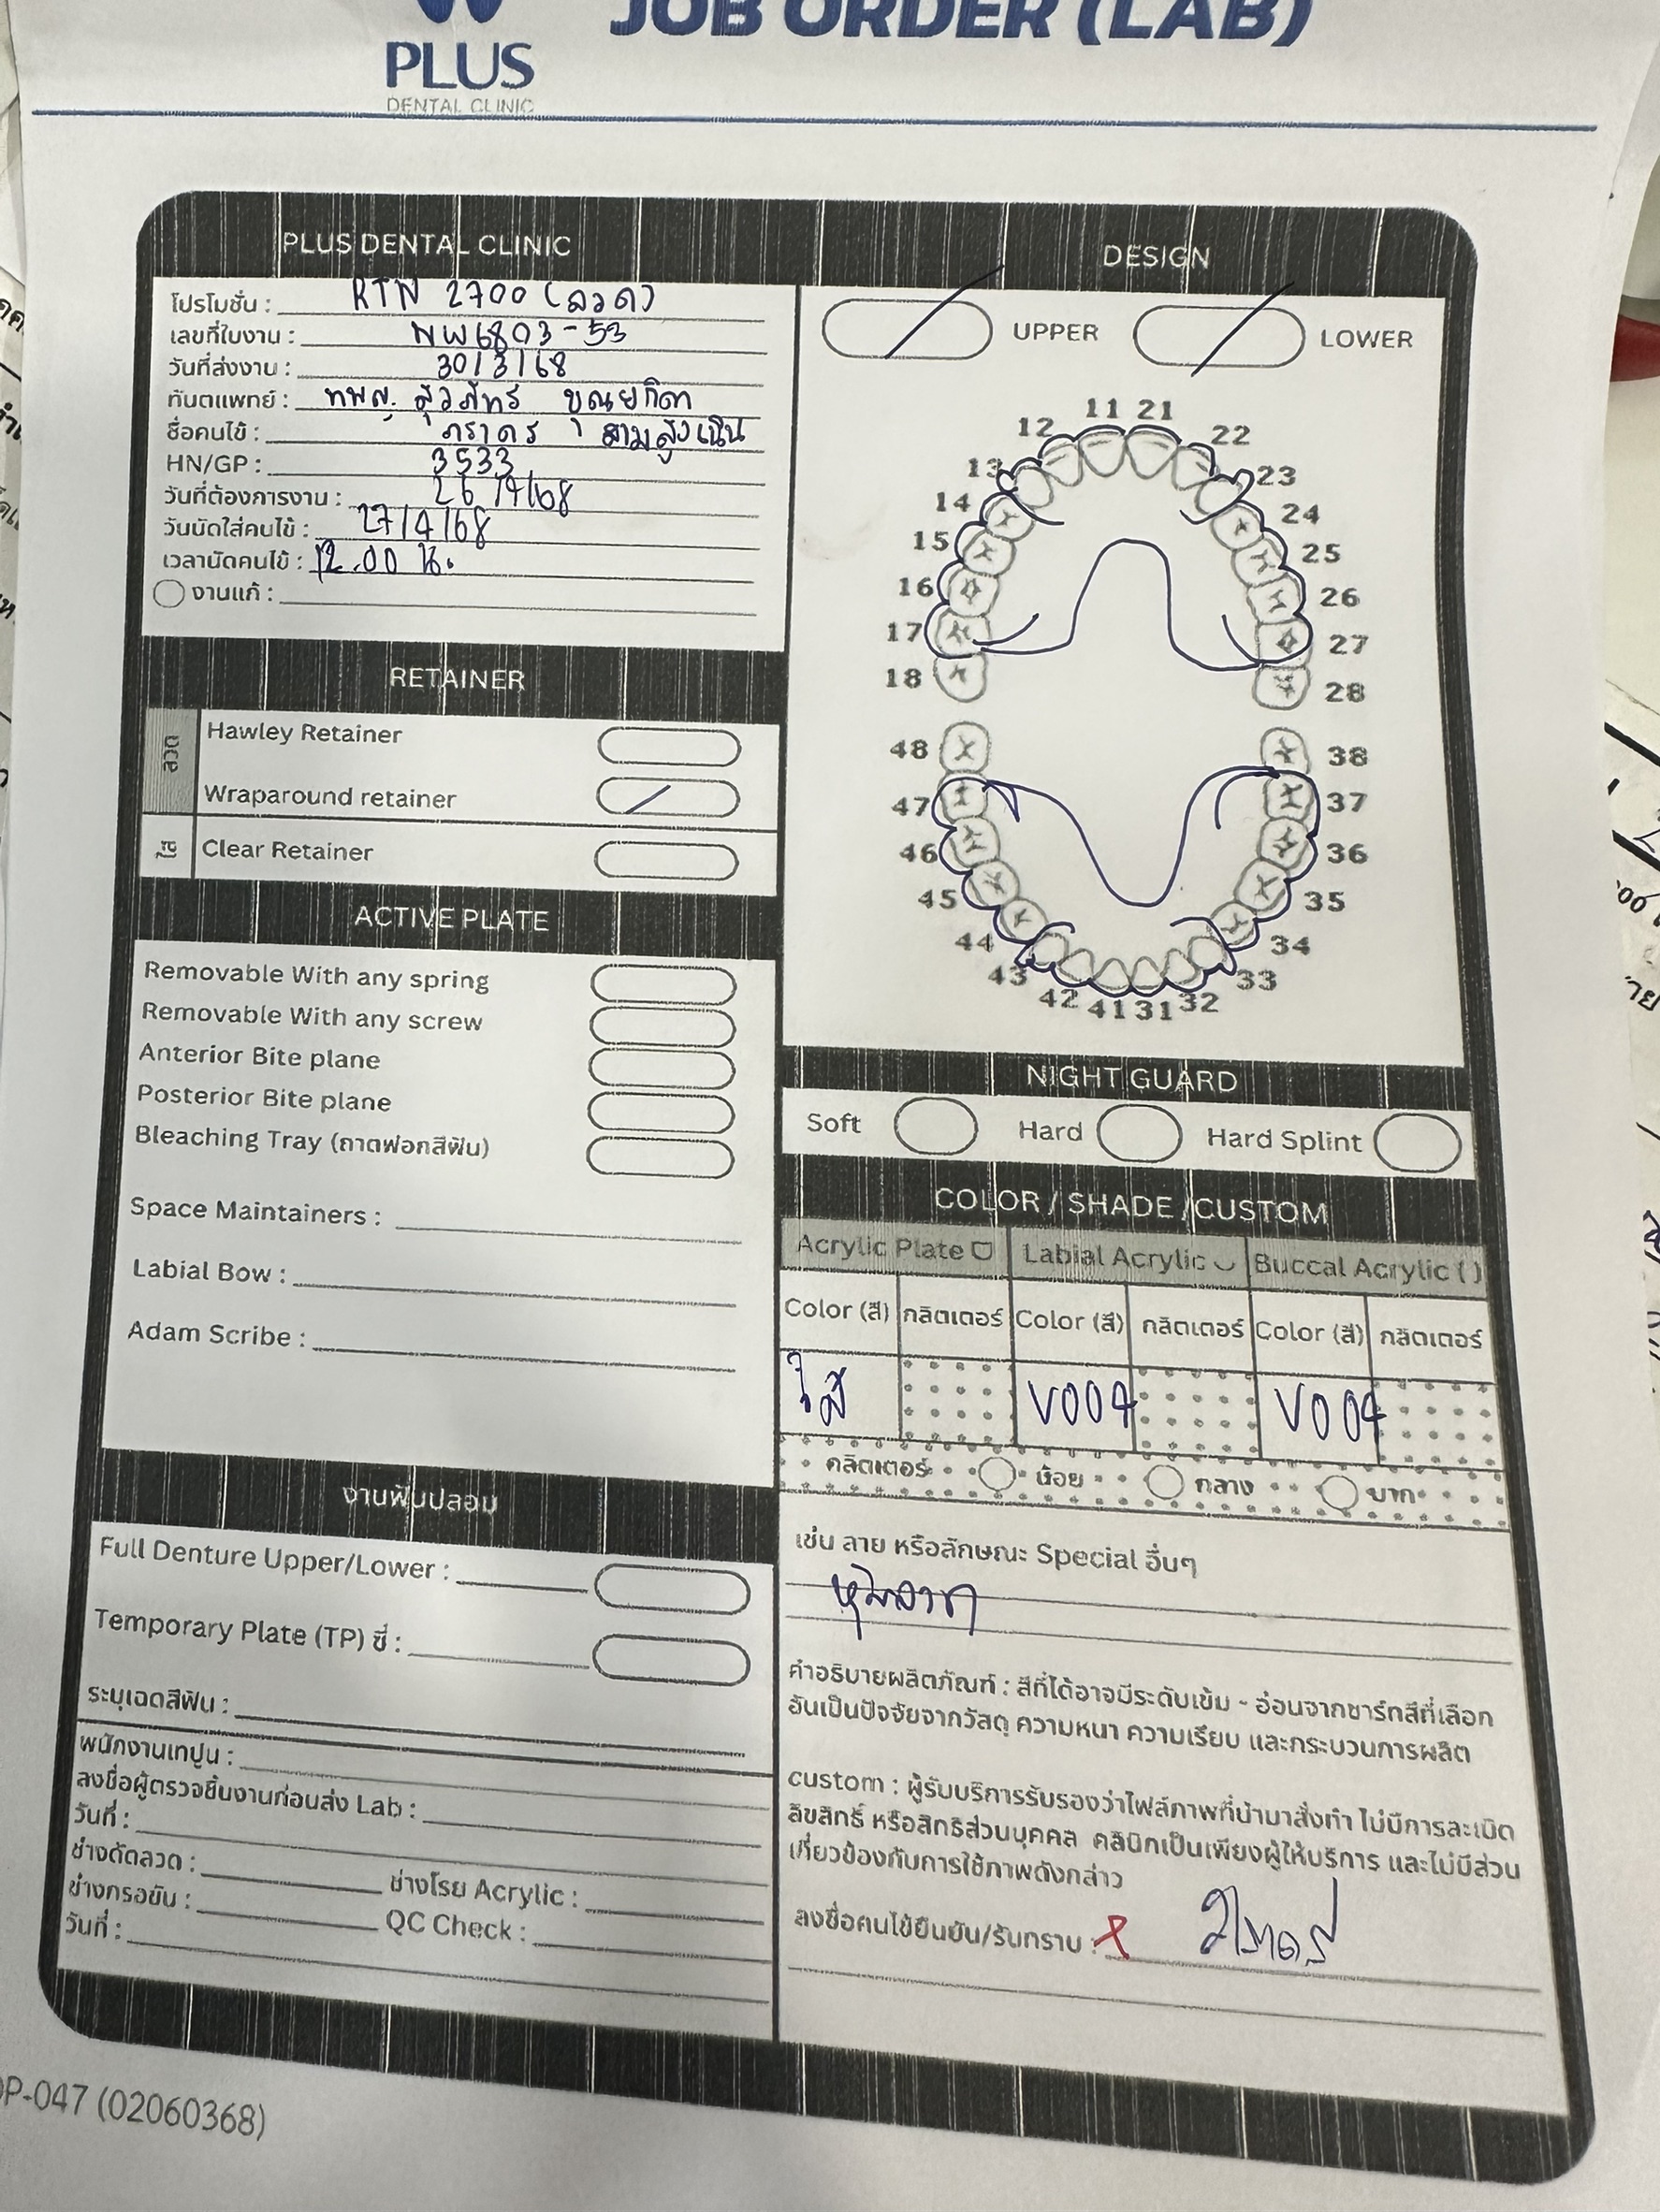 JOB ORDER (LAB)
PLUS
DENTAL CLINIC
PLUS DENTAL CLINIC
โปรโมชั่น : RTN 2700 (ลวด)
เลขที่ใบงาน : NW6803-53
วันที่ส่งงาน : 30/3/68
ทันตแพทย์ : ทพญ. สุวภัทร บุณยกิดา
ชื่อคนไข้ : ภราดร สามสูงเนิน
HN/GP : 3533
วันที่ต้องการงาน : 26/4/68
วันนัดใส่คนไข้ : 27/4/68
เวลานัดคนไข้ : 12.00 น.
งานแก้ :
RETAINER
ลวด
Hawley Retainer
Wraparound retainer
ใส
Clear Retainer
ACTIVE PLATE
Removable With any spring
Removable With any screw
Anterior Bite plane
Posterior Bite plane
Bleaching Tray (ถาดฟอกสีฟัน)
Space Maintainers :
Labial Bow :
Adam Scribe :
งานฟันปลอม
Full Denture Upper/Lower :
Temporary Plate (TP) ซี่ :
ระบุเฉดสีฟัน :
พนักงานเทปูน :
ลงชื่อผู้ตรวจชิ้นงานก่อนส่ง Lab :
วันที่ :
ช่างดัดลวด : ช่างโรย Acrylic :
ช่างกรอขัน : QC Check :
วันที่ :
DESIGN
UPPER LOWER
11 21
12 22
13 23
14 24
15 25
16 26
17 27
18 28
48 38
47 37
46 36
45 35
44 34
43 33
42 41 31 32
NIGHT GUARD
Soft Hard Hard Splint
COLOR / SHADE / CUSTOM
Acrylic Plate Labial Acrylic Buccal Acrylic ( )
Color (สี) กลิตเตอร์ Color (สี) กลิตเตอร์ Color (สี) กลิตเตอร์
V004 V004
กลิตเตอร์ น้อย กลาง มาก
เช่น ลาย หรือลักษณะ Special อื่นๆ
คำอธิบายผลิตภัณฑ์ : สีที่ได้อาจมีระดับเข้ม - อ่อนจากชาร์ทสีที่เลือก
อันเป็นปัจจัยจากวัสดุ ความหนา ความเรียบ และกระบวนการผลิต
custom : ผู้รับบริการรับรองว่าไฟล์ภาพที่นำมาสั่งทำ ไม่มีการละเมิด
ลิขสิทธิ์ หรือสิทธิส่วนบุคคล คลินิกเป็นเพียงผู้ให้บริการ และไม่มีส่วน
เกี่ยวข้องกับการใช้ภาพดังกล่าว
ลงชื่อคนไข้ยืนยัน/รับทราบ :
OP-047 (02060368)